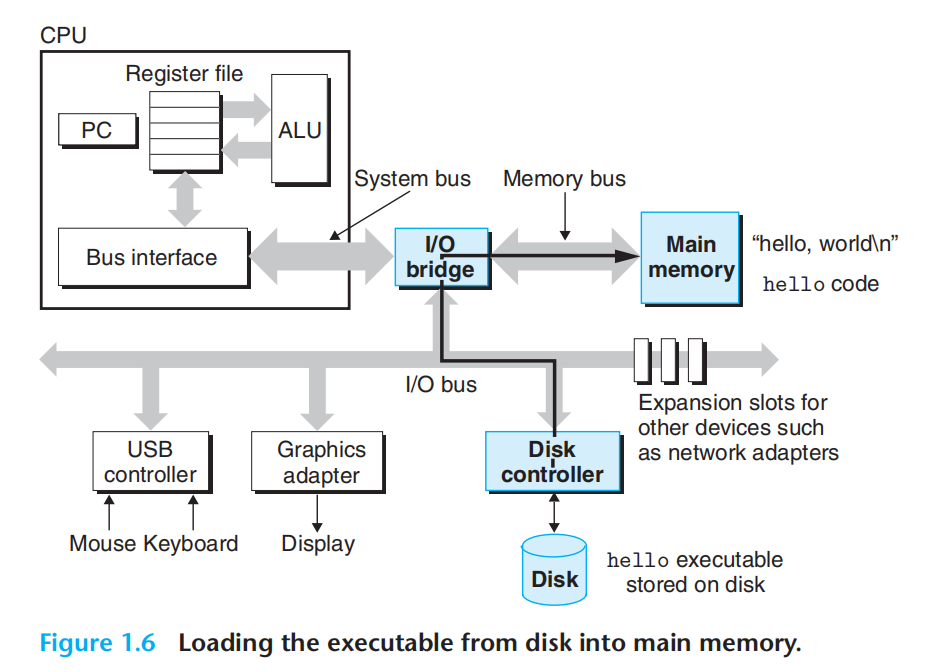 CPU
Register file
PC
ALU
System bus
Memory bus
Bus interface
I/O
bridge
Main
memory
“hello, world\n”
hello code
I/O bus
Expansion slots for
other devices such
as network adapters
USB
controller
Graphics
adapter
Disk
controller
Mouse Keyboard
Display
Disk
hello executable
stored on disk
Figure 1.6 Loading the executable from disk into main memory.